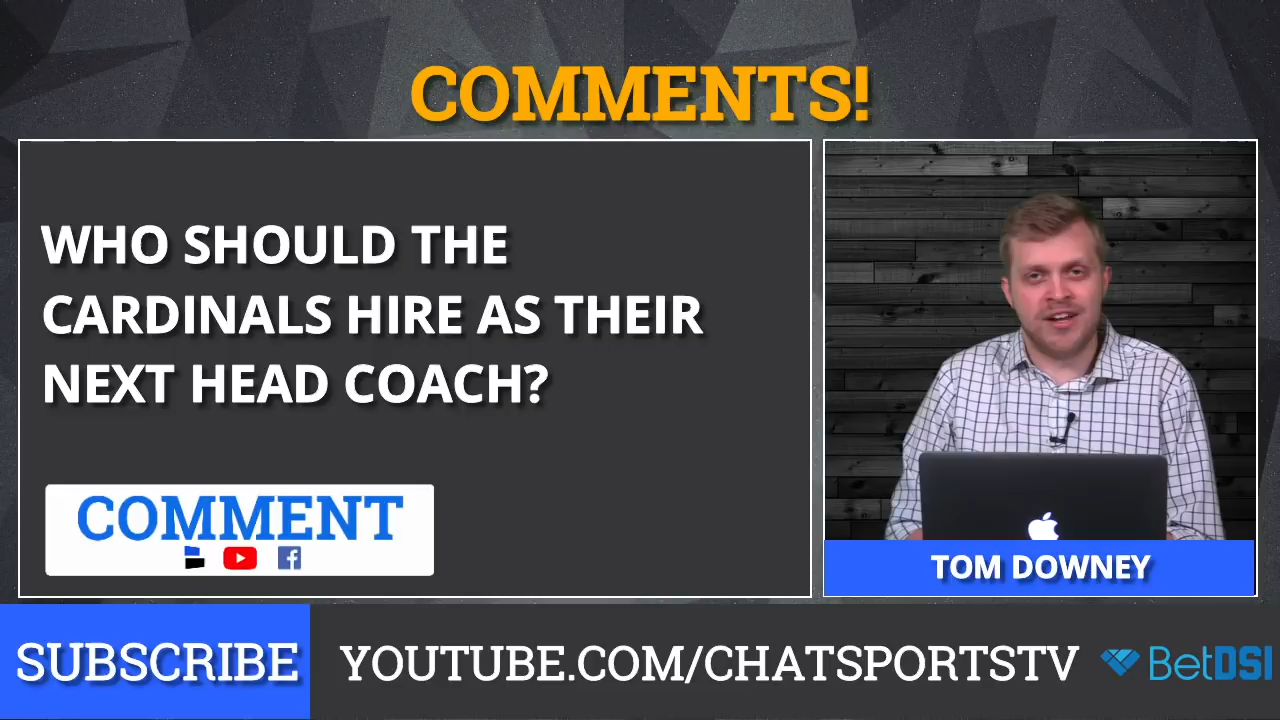 COMMENTS!
WHO SHOULD THE
CARDINALS HIRE AS THEIR
NEXT HEAD COACH?
COMMENT
TOM DOWNEY
SUBSCRIBE
YOUTUBE.COM/CHATSPORTSTV
BetDSI